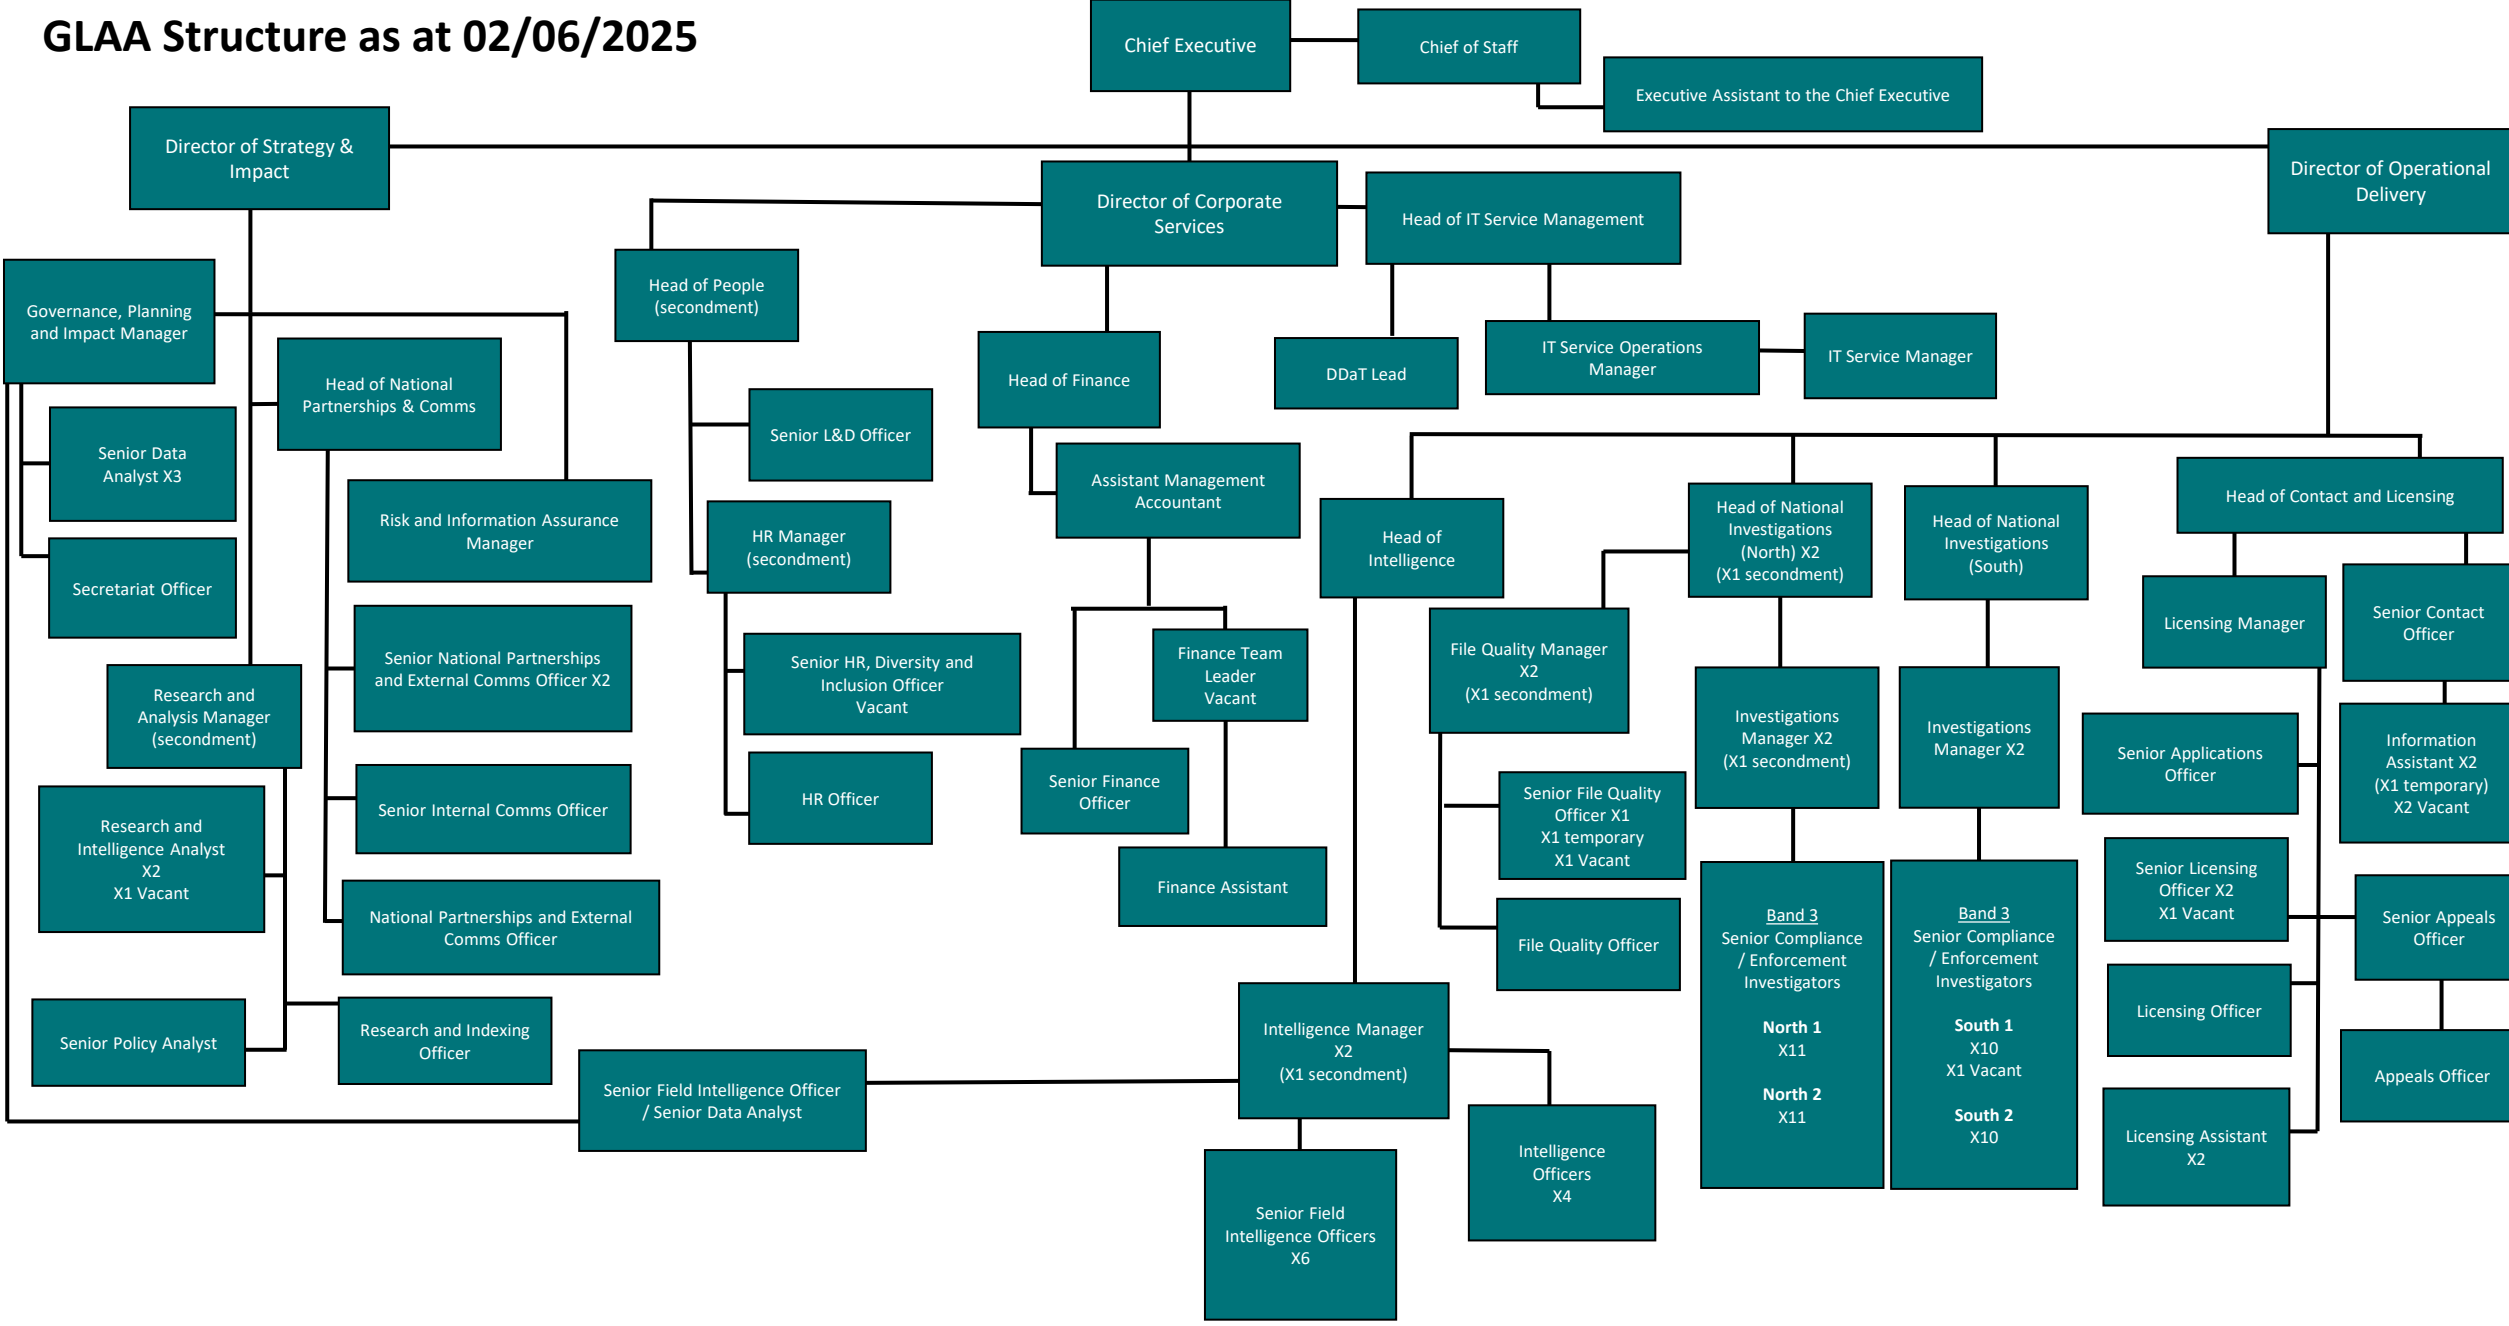 GLAA Structure as at 02/06/2025
Chief Executive
Chief of Staff
Executive Assistant to the Chief Executive
Director of Strategy &
Impact
Director of Corporate
Services
Head of IT Service Management
Director of Operational
Delivery
Governance, Planning
and Impact Manager
Head of People
(secondment)
Head of National
Partnerships & Comms
Head of Finance
DDaT Lead
IT Service Operations
Manager
IT Service Manager
Senior Data
Analyst X3
Senior L&D Officer
Risk and Information Assurance
Manager
HR Manager
(secondment)
Assistant Management
Accountant
Head of
Intelligence
Head of National
Investigations
(North) X2
(X1 secondment)
Head of National
Investigations
(South)
Head of Contact and Licensing
Secretariat Officer
Senior National Partnerships
and External Comms Officer X2
Senior HR, Diversity and
Inclusion Officer
Vacant
Finance Team
Leader
Vacant
File Quality Manager
X2
(X1 secondment)
Licensing Manager
Senior Contact
Officer
Research and
Analysis Manager
(secondment)
Investigations
Manager X2
(X1 secondment)
Investigations
Manager X2
Senior Applications
Officer
Information
Assistant X2
(X1 temporary)
X2 Vacant
Research and
Intelligence Analyst
X2
X1 Vacant
Senior Internal Comms Officer
HR Officer
Senior Finance
Officer
Senior File Quality
Officer X1
X1 temporary
X1 Vacant
Finance Assistant
Senior Licensing
Officer X2
X1 Vacant
Senior Appeals
Officer
National Partnerships and External
Comms Officer
File Quality Officer
Band 3
Senior Compliance
/ Enforcement
Investigators
North 1
X11
North 2
X11
Band 3
Senior Compliance
/ Enforcement
Investigators
South 1
X10
X1 Vacant
South 2
X10
Licensing Officer
Senior Policy Analyst
Research and Indexing
Officer
Senior Field Intelligence Officer
/ Senior Data Analyst
Intelligence Manager
X2
(X1 secondment)
Appeals Officer
Licensing Assistant
X2
Intelligence
Officers
X4
Senior Field
Intelligence Officers
X6